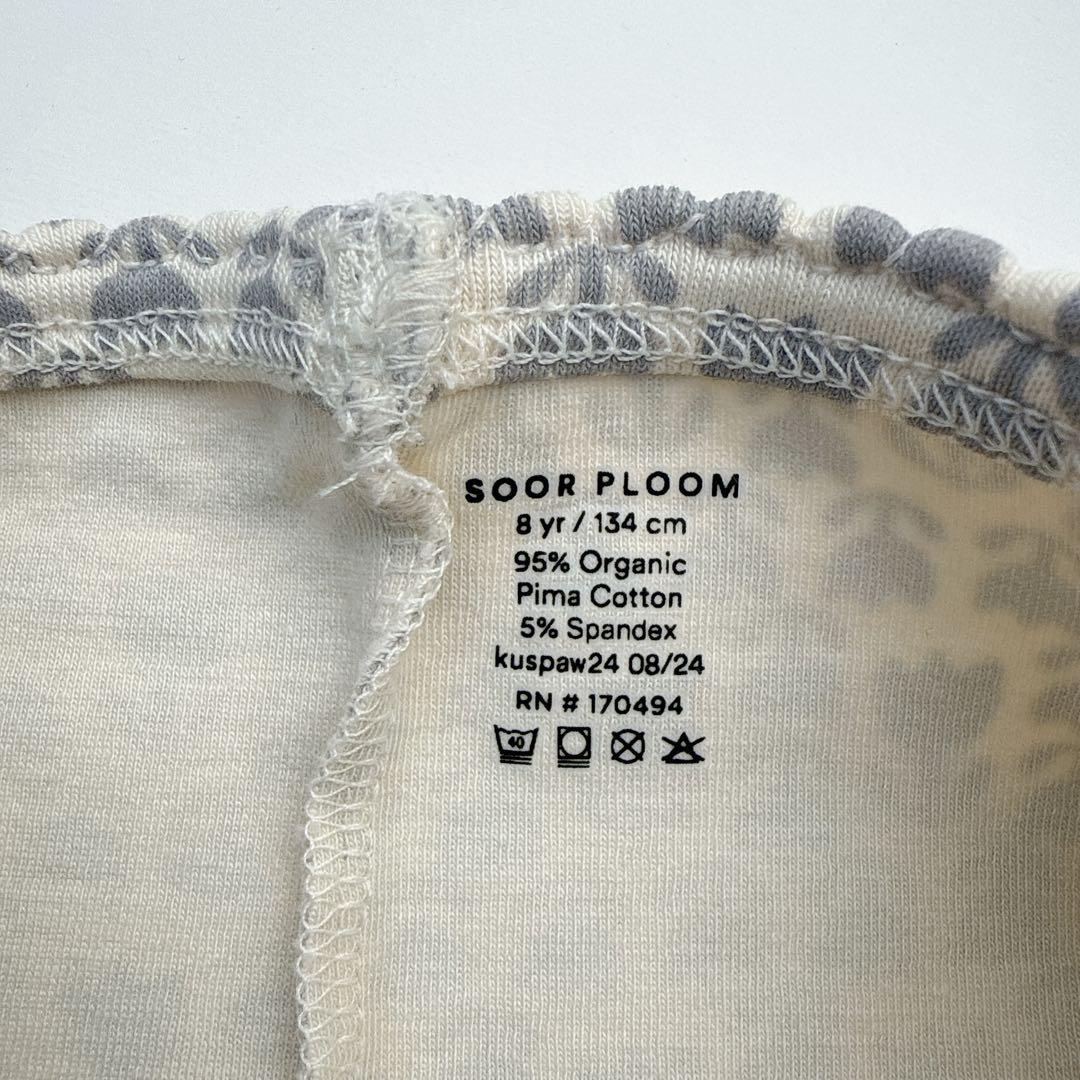 SOOR PLOOM
8 yr / 134 cm
95% Organic
Pima Cotton
5% Spandex
kuspaw24 08/24
RN # 170494
40